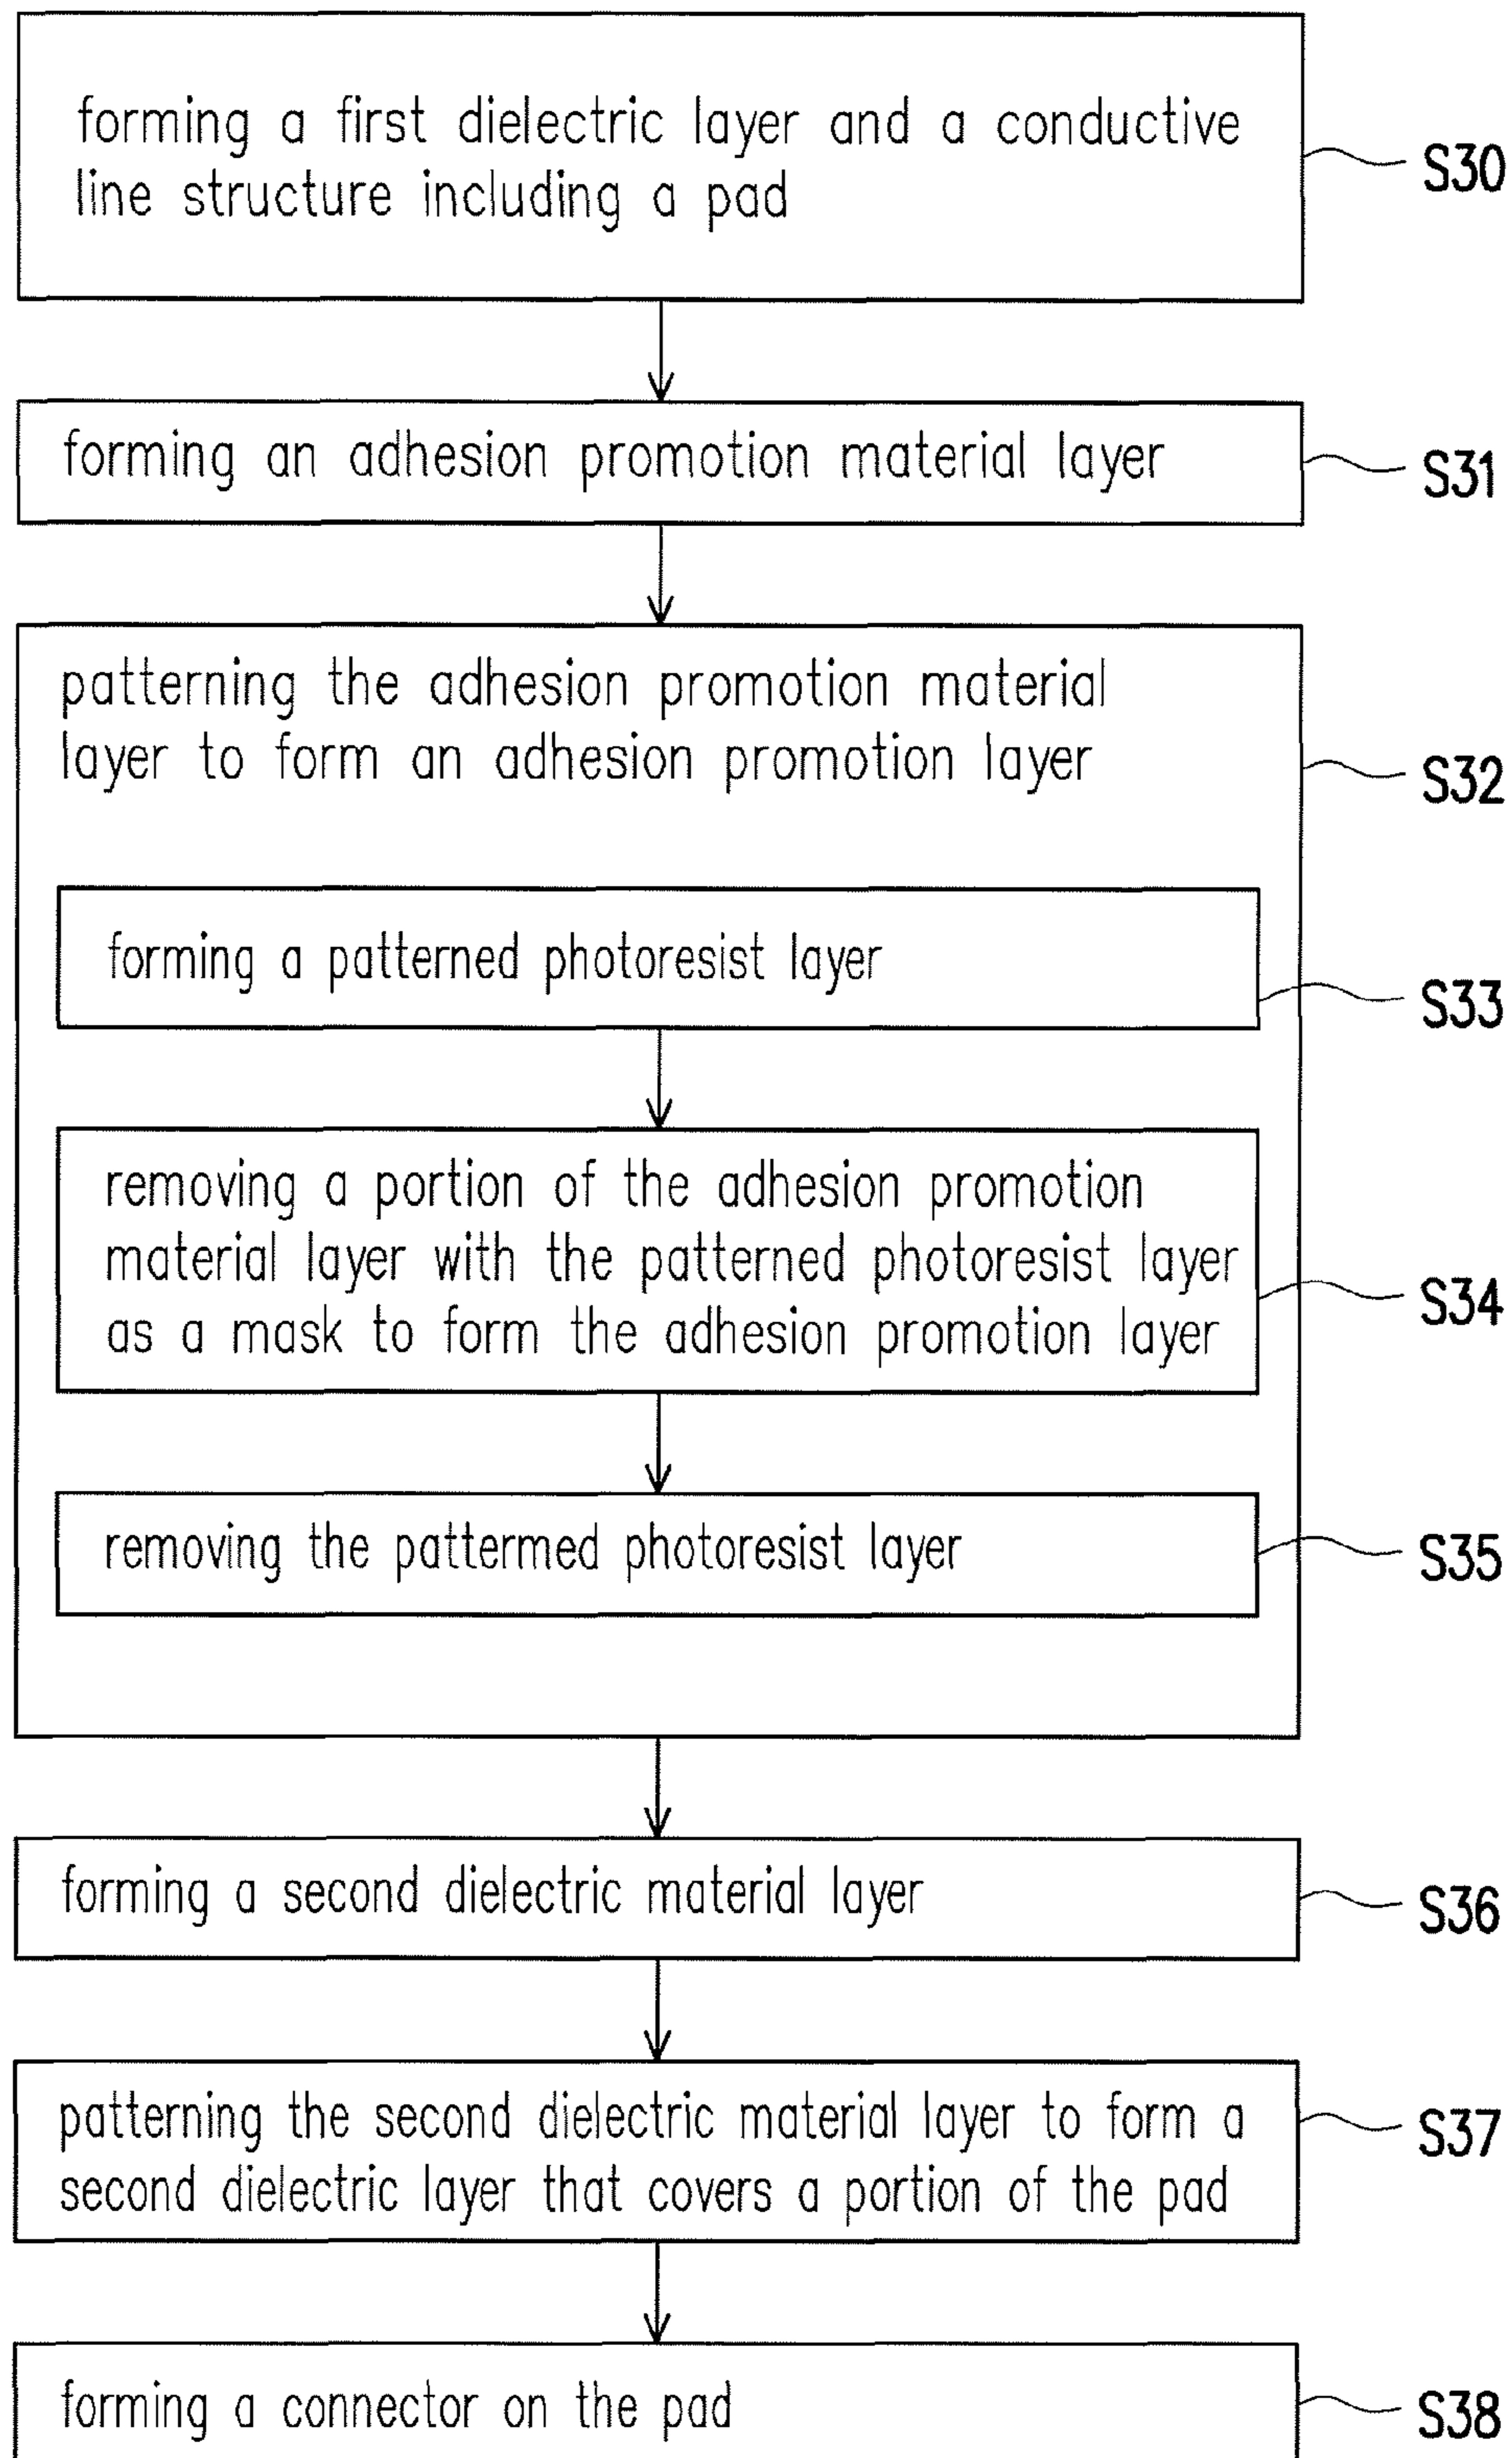 forming a first dielectric layer and a conductive
line structure including a pad
S30
forming an adhesion promotion material layer
S31
patterning the adhesion promotion material
layer to form an adhesion promotion layer
S32
forming a patterned photoresist layer
S33
removing a portion of the adhesion promotion
material layer with the patterned photoresist layer
as a mask to form the adhesion promotion layer
S34
removing the pattermed photoresist layer
S35
forming a second dielectric material layer
S36
patterning the second dielectric material layer to form a
second dielectric layer that covers a portion of the pad
S37
forming a connector on the pad
S38